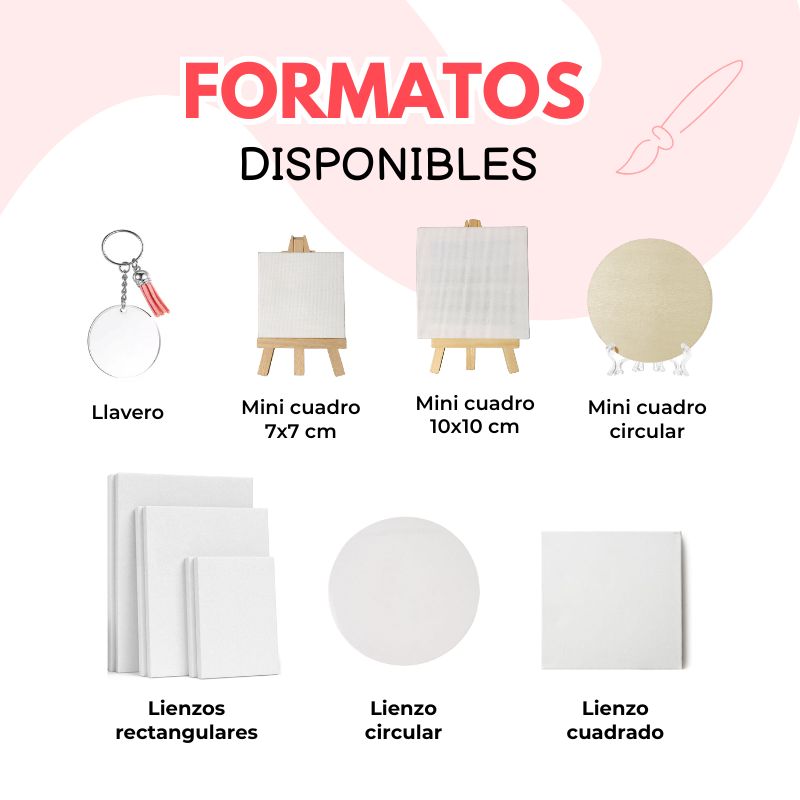 FORMATOS
DISPONIBLES
Llavero
Mini cuadro
7x7 cm
Mini cuadro
10x10 cm
Mini cuadro
circular
Lienzos
rectangulares
Lienzo
circular
Lienzo
cuadrado